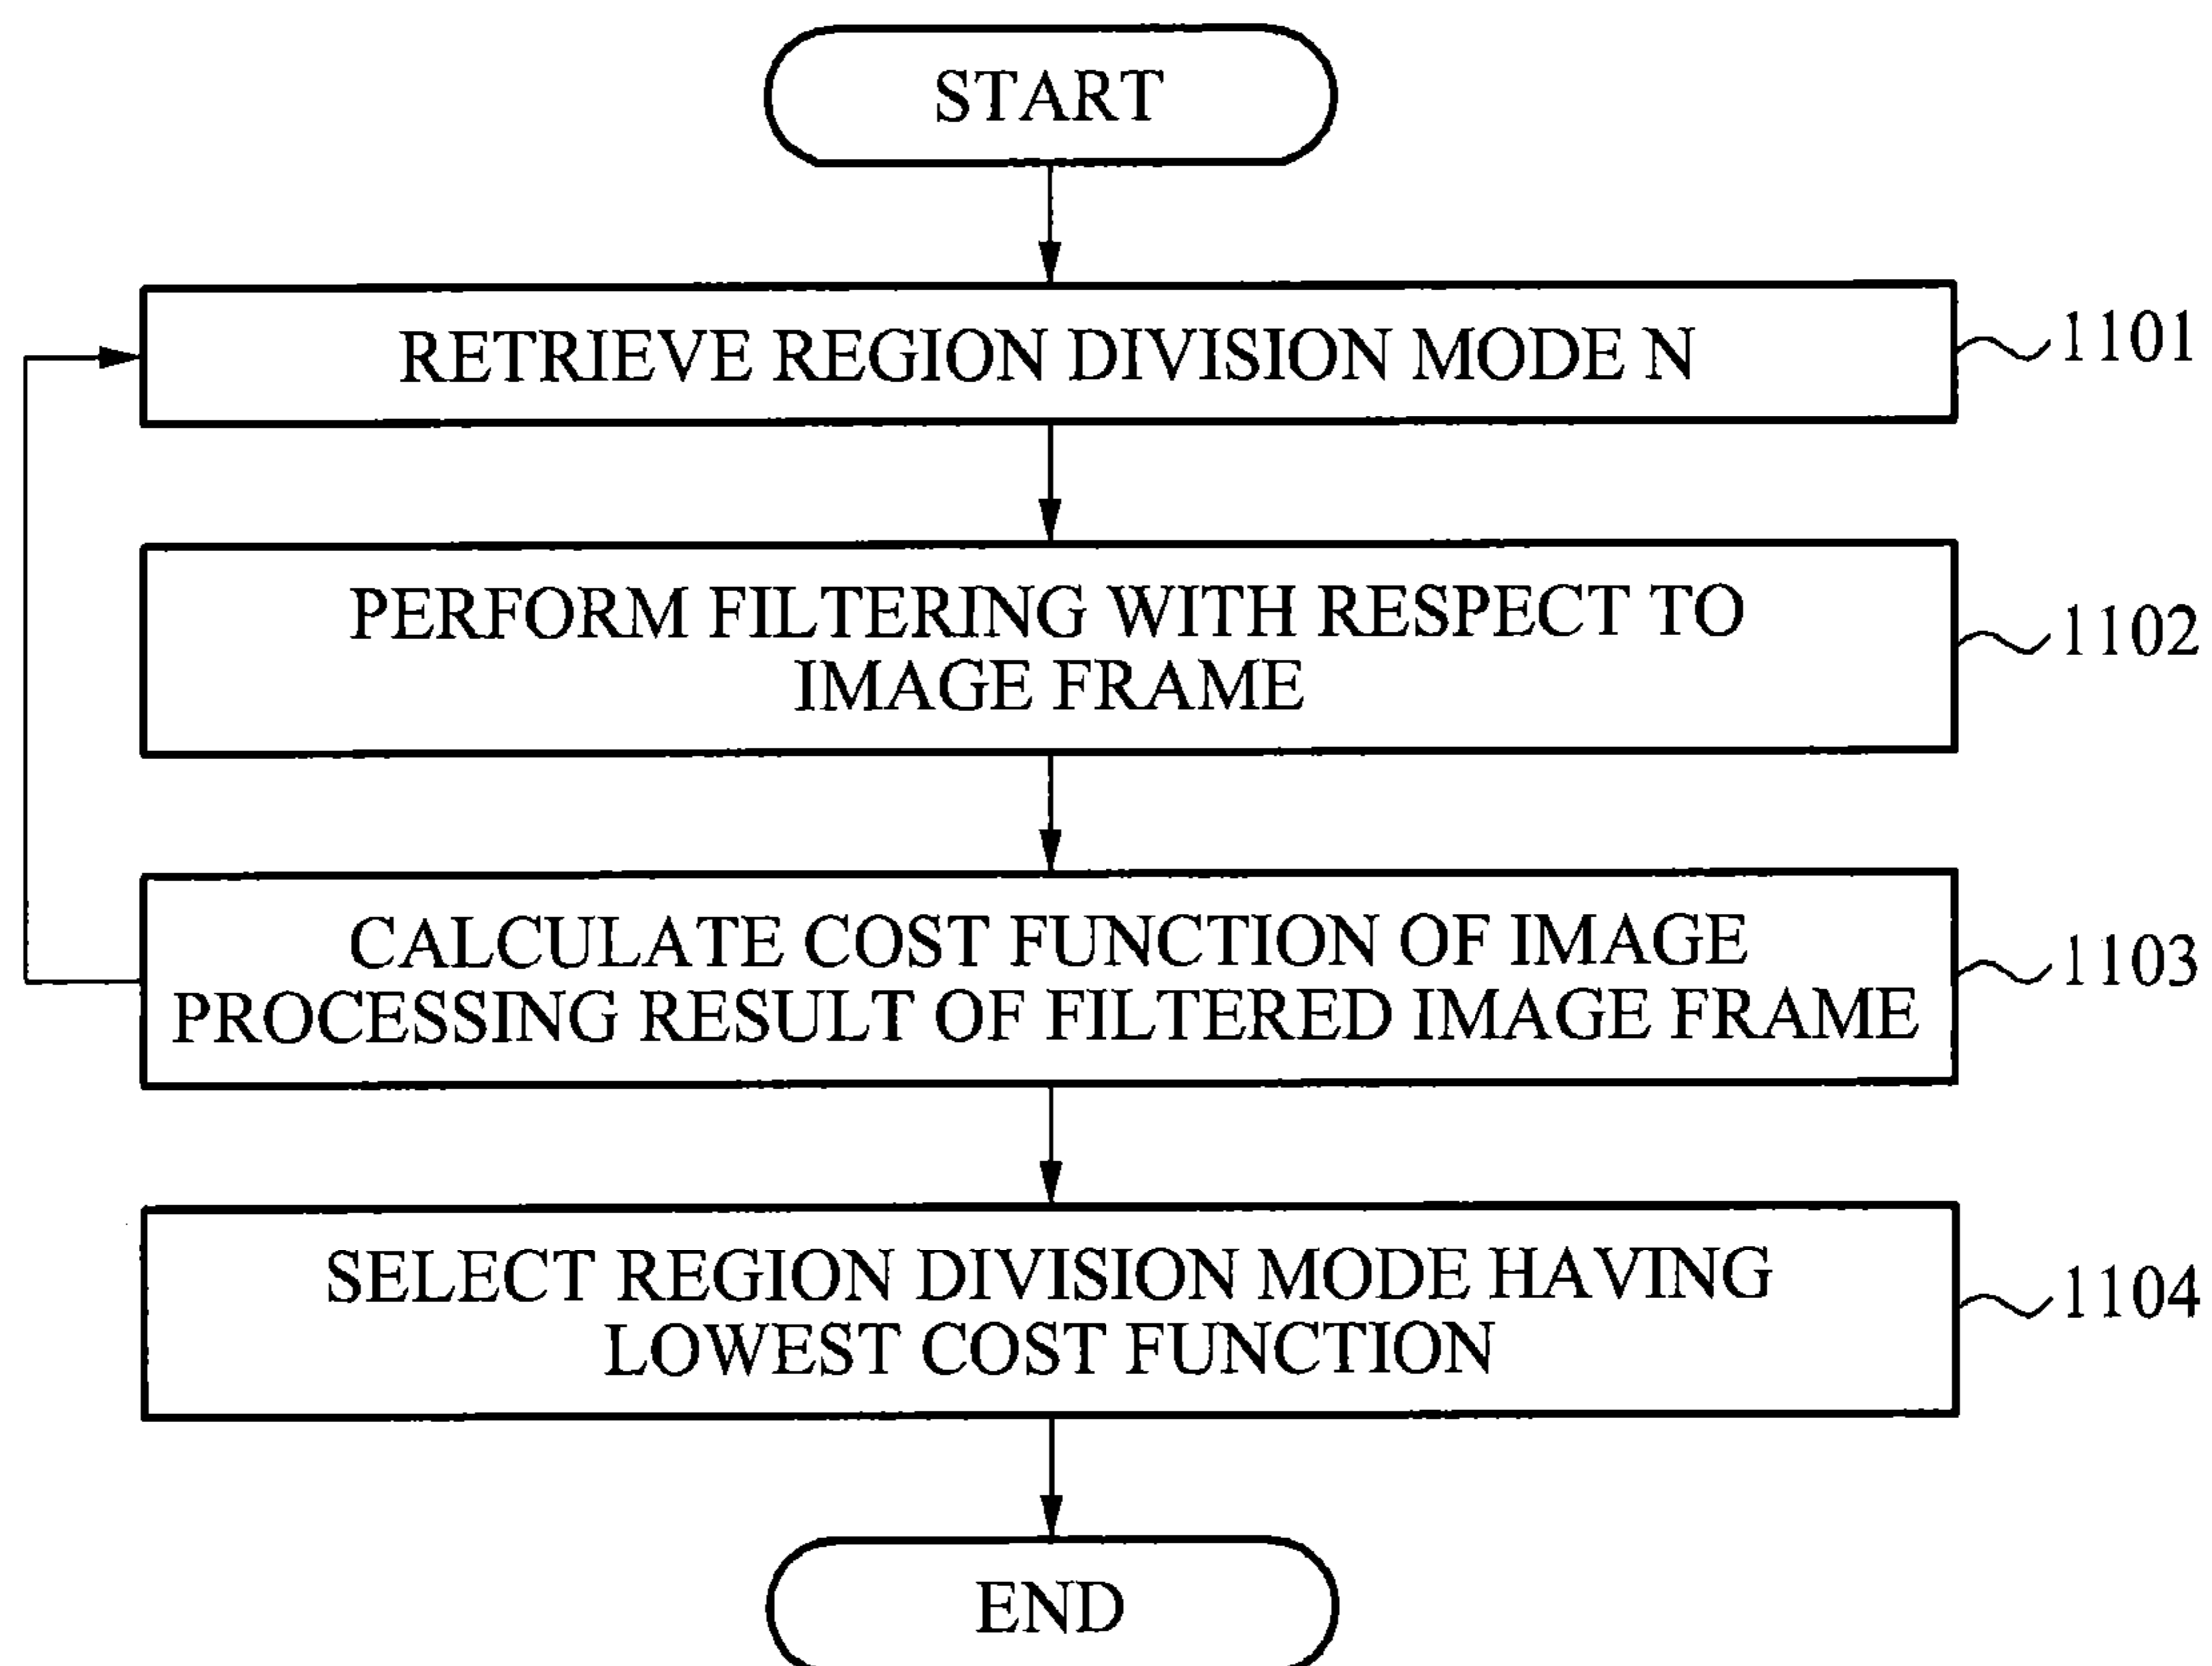 START
RETRIEVE REGION DIVISION MODE N
1101
PERFORM FILTERING WITH RESPECT TO
IMAGE FRAME
1102
CALCULATE COST FUNCTION OF IMAGE
PROCESSING RESULT OF FILTERED IMAGE FRAME
1103
SELECT REGION DIVISION MODE HAVING
LOWEST COST FUNCTION
1104
END